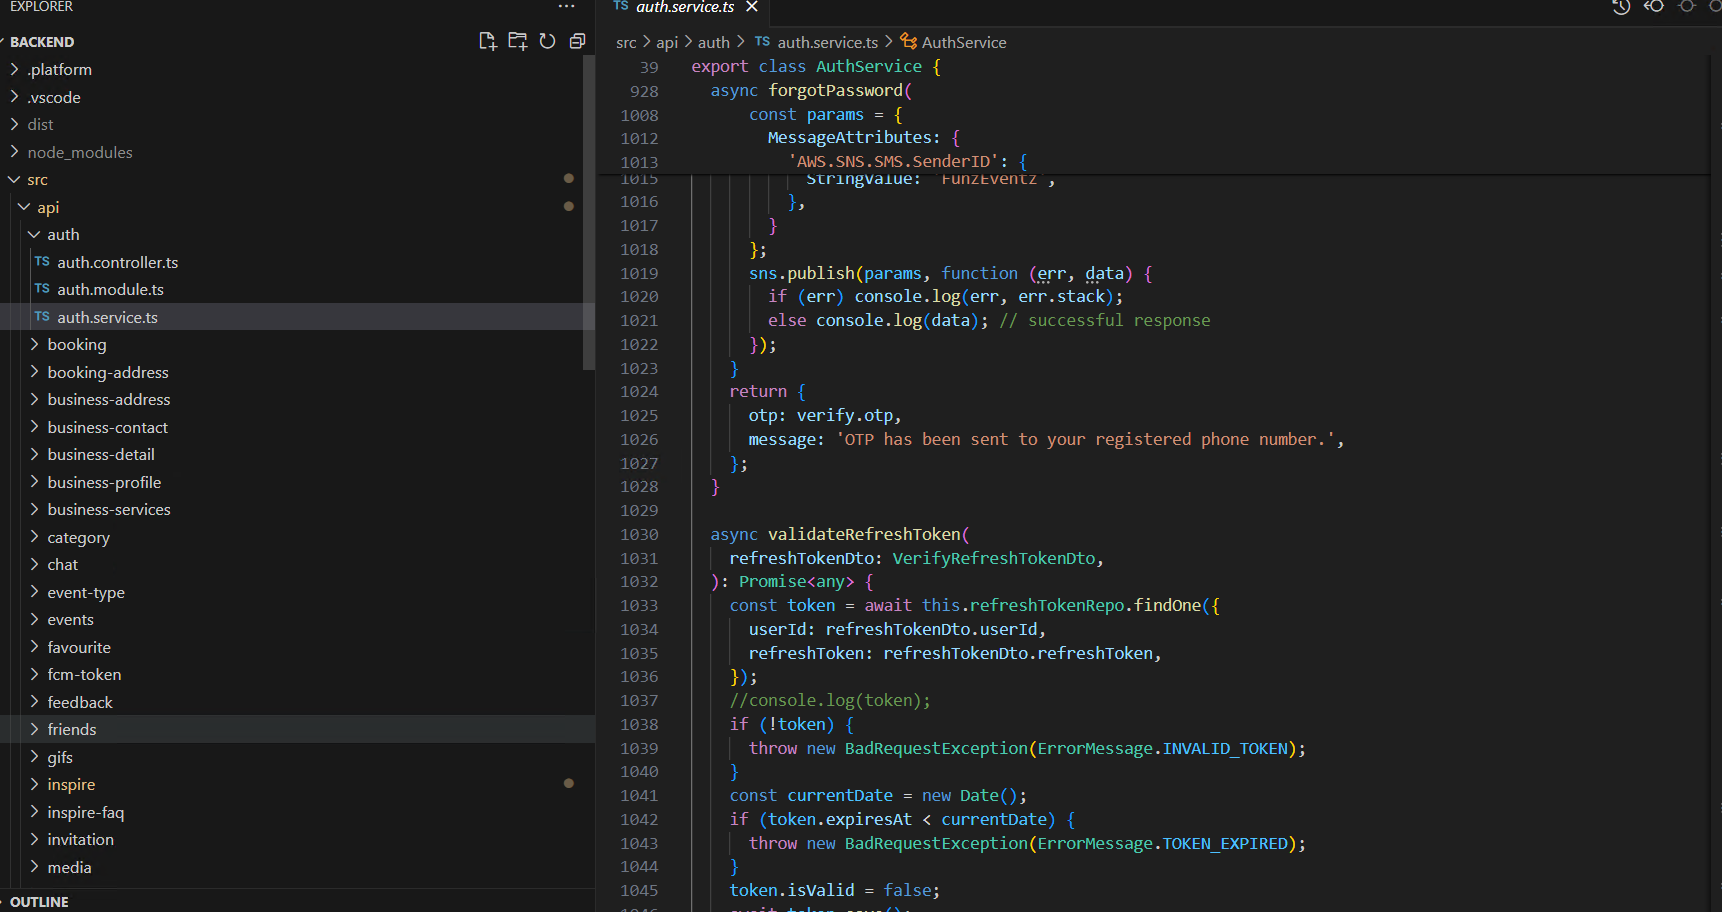 EXPLORER
BACKEND
.platform
.vscode
dist
node_modules
src
api
auth
TS auth.controller.ts
TS auth.module.ts
TS auth.service.ts
booking
booking-address
business-address
business-contact
business-detail
business-profile
business-services
category
chat
event-type
events
favourite
fcm-token
feedback
friends
gifs
inspire
inspire-faq
invitation
media
OUTLINE
TS auth.service.ts
src > api > auth > TS auth.service.ts > AuthService
39 export class AuthService {
928 async forgotPassword(
1008 const params = {
1012 MessageAttributes: {
1013 'AWS.SNS.SMS.SenderID': {
1015 StringValue: 'FunzEventz',
1016 },
1017 }
1018 };
1019 sns.publish(params, function (err, data) {
1020 if (err) console.log(err, err.stack);
1021 else console.log(data); // successful response
1022 });
1023 }
1024 return {
1025 otp: verify.otp,
1026 message: 'OTP has been sent to your registered phone number.',
1027 };
1028 }
1029
1030 async validateRefreshToken(
1031 refreshTokenDto: VerifyRefreshTokenDto,
1032 ): Promise<any> {
1033 const token = await this.refreshTokenRepo.findOne({
1034 userId: refreshTokenDto.userId,
1035 refreshToken: refreshTokenDto.refreshToken,
1036 });
1037 //console.log(token);
1038 if (!token) {
1039 throw new BadRequestException(ErrorMessage.INVALID_TOKEN);
1040 }
1041 const currentDate = new Date();
1042 if (token.expiresAt < currentDate) {
1043 throw new BadRequestException(ErrorMessage.TOKEN_EXPIRED);
1044 }
1045 token.isValid = false;